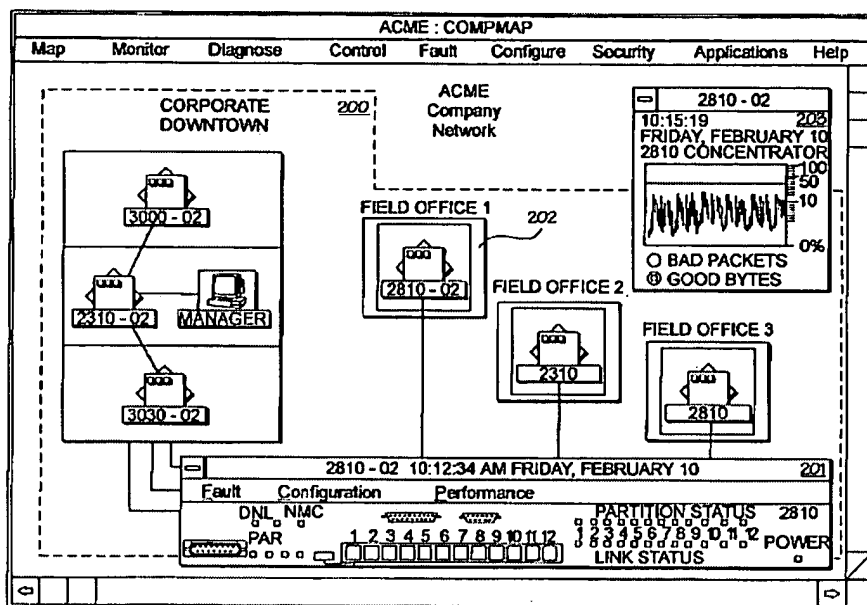 ACME : COMPMAP
Map Monitor Diagnose Control Fault Configure Security Applications Help
CORPORATE
DOWNTOWN
200
ACME
Company
Network
3000 - 02
2310 - 02
MANAGER
3030 - 02
FIELD OFFICE 1
202
2810 - 02
FIELD OFFICE 2
2310
FIELD OFFICE 3
2810
2810 - 02
10:15:19 203
FRIDAY, FEBRUARY 10
2810 CONCENTRATOR
100
50
10
0%
BAD PACKETS
GOOD BYTES
2810 - 02 10:12:34 AM FRIDAY, FEBRUARY 10 201
Fault Configuration Performance
DNL NMC PARTITION STATUS 2810
PAR 1 2 3 4 5 6 7 8 9 10 11 12 1 2 3 4 5 6 7 8 9 10 11 12 POWER
LINK STATUS